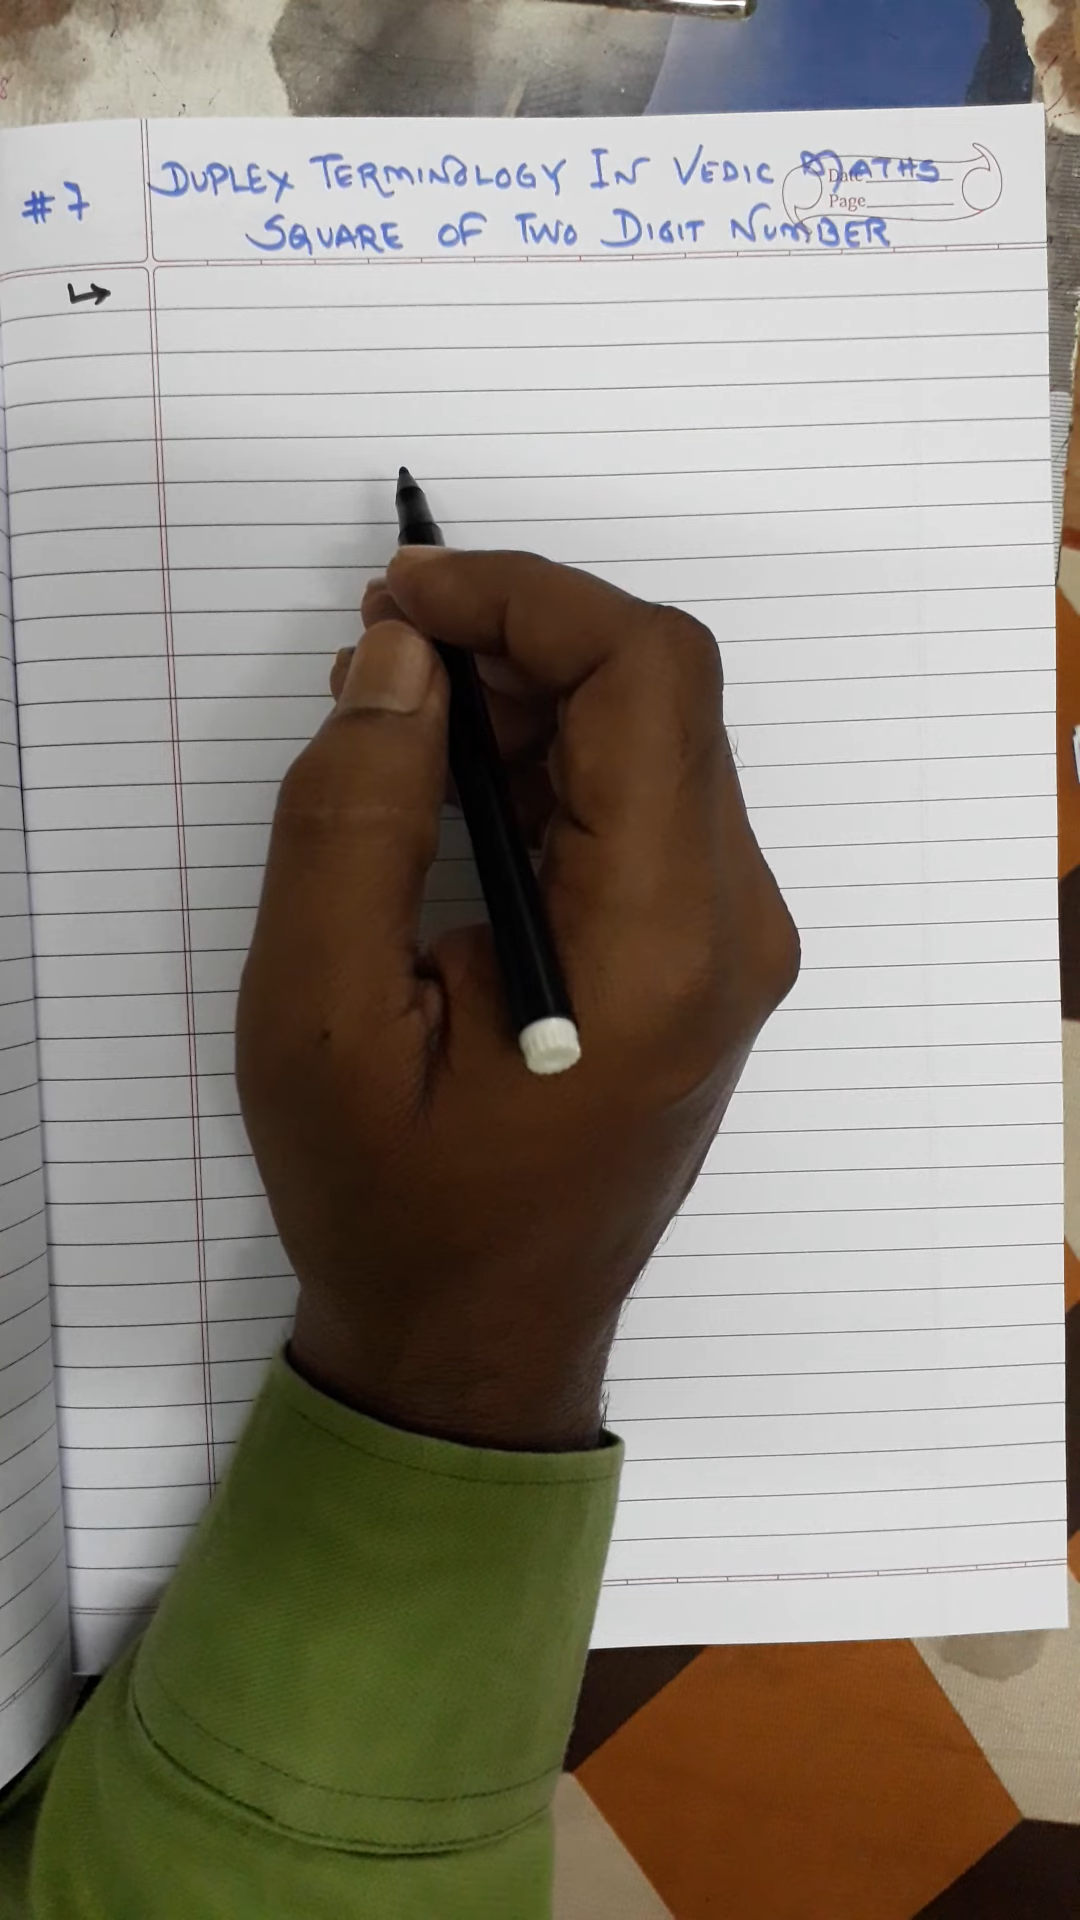 #7
DUPLEX TERMINOLOGY IN VEDIC MATHS
SQUARE OF TWO DIGIT NUMBER
Date
Page
↳